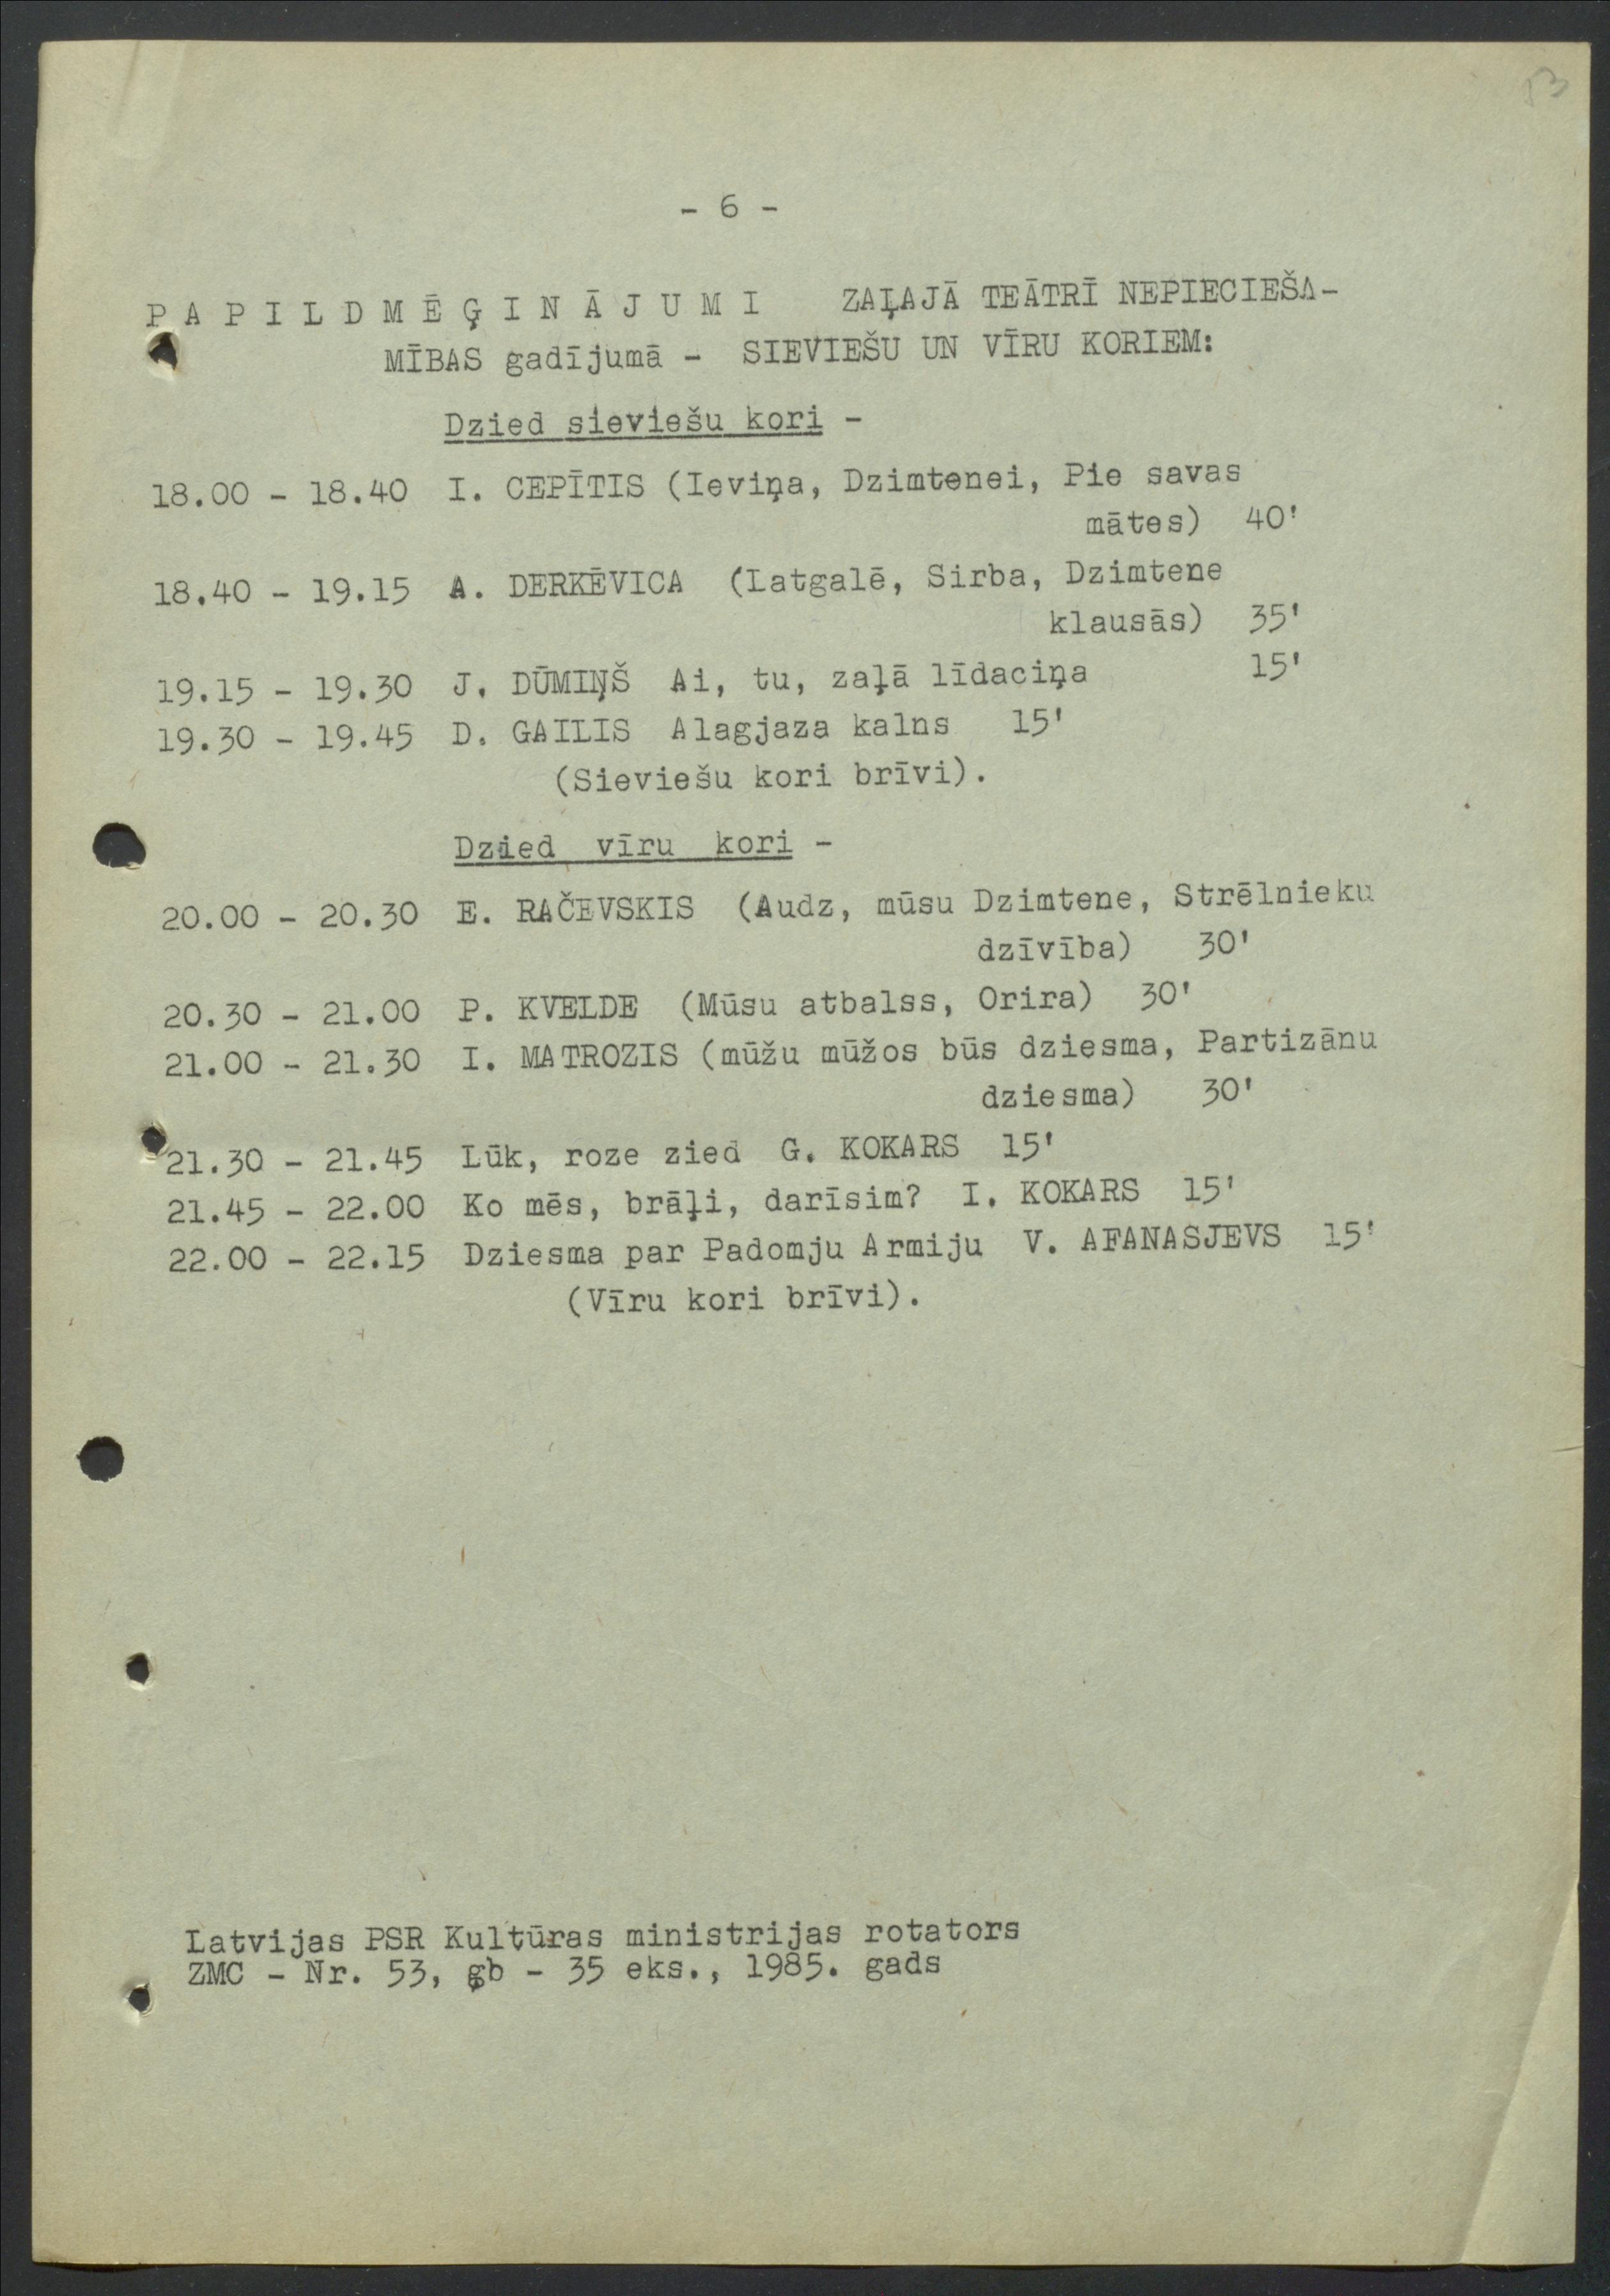 53
- 6 -
PAPILDMĒĢINĀJUMI ZAĻAJĀ TEĀTRĪ NEPIECIEŠA-
MĪBAS gadījumā - SIEVIEŠU UN VĪRU KORIEM:
Dzied sieviešu kori -
18.00 - 18.40 I. CEPĪTIS (Ieviņa, Dzimtenei, Pie savas
mātes) 40'
18.40 - 19.15 A. DERKĒVICA (Latgalē, Sirba, Dzimtene
klausās) 35'
19.15 - 19.30 J. DŪMIŅŠ Ai, tu, zaļā līdaciņa 15'
19.30 - 19.45 D. GAILIS Alagjaza kalns 15'
(Sieviešu kori brīvi).
Dzied vīru kori -
20.00 - 20.30 E. RAČEVSKIS (Audz, mūsu Dzimtene, Strēlnieku
dzīvība) 30'
20.30 - 21.00 P. KVELDE (Mūsu atbalss, Orira) 30'
21.00 - 21.30 I. MATROZIS (mūžu mūžos būs dziesma, Partizānu
dziesma) 30'
21.30 - 21.45 Lūk, roze zied G. KOKARS 15'
21.45 - 22.00 Ko mēs, brāļi, darīsim? I. KOKARS 15'
22.00 - 22.15 Dziesma par Padomju Armiju V. AFANASJEVS 15'
(Vīru kori brīvi).
Latvijas PSR Kultūras ministrijas rotators
ZMC - Nr. 53, gb - 35 eks., 1985. gads